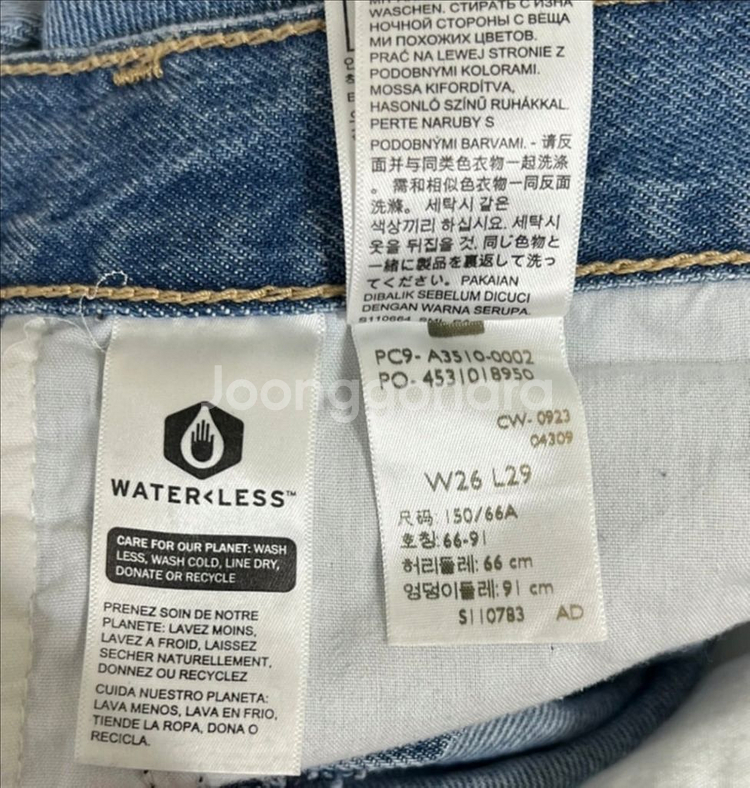 WASCHEN. СТИРАТЬ С ИЗНА
НОЧНОЙ СТОРОНЫ С ВЕЩА
МИ ПОХОЖИХ ЦВЕТОВ.
PRAĆ NA LEWEJ STRONIE Z
PODOBNYMI KOLORAMI.
MOSSA KIFORDÍTVA,
HASONLÓ SZÍNŰ RUHÁKKAL.
PERTE NARUBY S
PODOBNÝMI BARVAMI. - 请反
面并与同类色衣物一起洗涤
。 需和相似色衣物一同反面
洗滌。 세탁시 같은
색상끼리 하십시요. 세탁시
옷을 뒤집을 것. 同じ色物と
一緒に製品を裏返して洗っ
てください。 PAKAIAN
DIBALIK SEBELUM DICUCI
DENGAN WARNA SERUPA.
PC9- A3510-0002
PO- 4531018950
CW- 0923
04309
W26 L29
尺码: 150/66A
호칭: 66-91
허리둘레: 66 cm
엉덩이둘레: 91 cm
S110783 AD
Joonggonara
WATER<LESS™
CARE FOR OUR PLANET: WASH
LESS, WASH COLD, LINE DRY,
DONATE OR RECYCLE
PRENEZ SOIN DE NOTRE
PLANETE: LAVEZ MOINS,
LAVEZ A FROID, LAISSEZ
SECHER NATURELLEMENT,
DONNEZ OU RECYCLEZ
CUIDA NUESTRO PLANETA:
LAVA MENOS, LAVA EN FRIO,
TIENDE LA ROPA, DONA O
RECICLA.